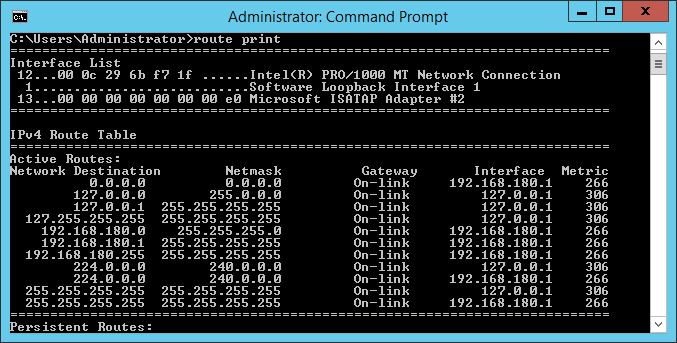 Administrator: Command Prompt
C:\Users\Administrator>route print
===========================================================================
Interface List
 12...00 0c 29 6b f7 1f ......Intel(R) PRO/1000 MT Network Connection
  1...........................Software Loopback Interface 1
 13...00 00 00 00 00 00 00 e0 Microsoft ISATAP Adapter #2
===========================================================================
IPv4 Route Table
===========================================================================
Active Routes:
Network Destination        Netmask          Gateway       Interface  Metric
          0.0.0.0          0.0.0.0         On-link     192.168.180.1    266
        127.0.0.0        255.0.0.0         On-link         127.0.0.1    306
        127.0.0.1  255.255.255.255         On-link         127.0.0.1    306
  127.255.255.255  255.255.255.255         On-link         127.0.0.1    306
    192.168.180.0    255.255.255.0         On-link     192.168.180.1    266
    192.168.180.1  255.255.255.255         On-link     192.168.180.1    266
  192.168.180.255  255.255.255.255         On-link     192.168.180.1    266
        224.0.0.0        240.0.0.0         On-link         127.0.0.1    306
        224.0.0.0        240.0.0.0         On-link     192.168.180.1    266
  255.255.255.255  255.255.255.255         On-link         127.0.0.1    306
  255.255.255.255  255.255.255.255         On-link     192.168.180.1    266
===========================================================================
Persistent Routes: